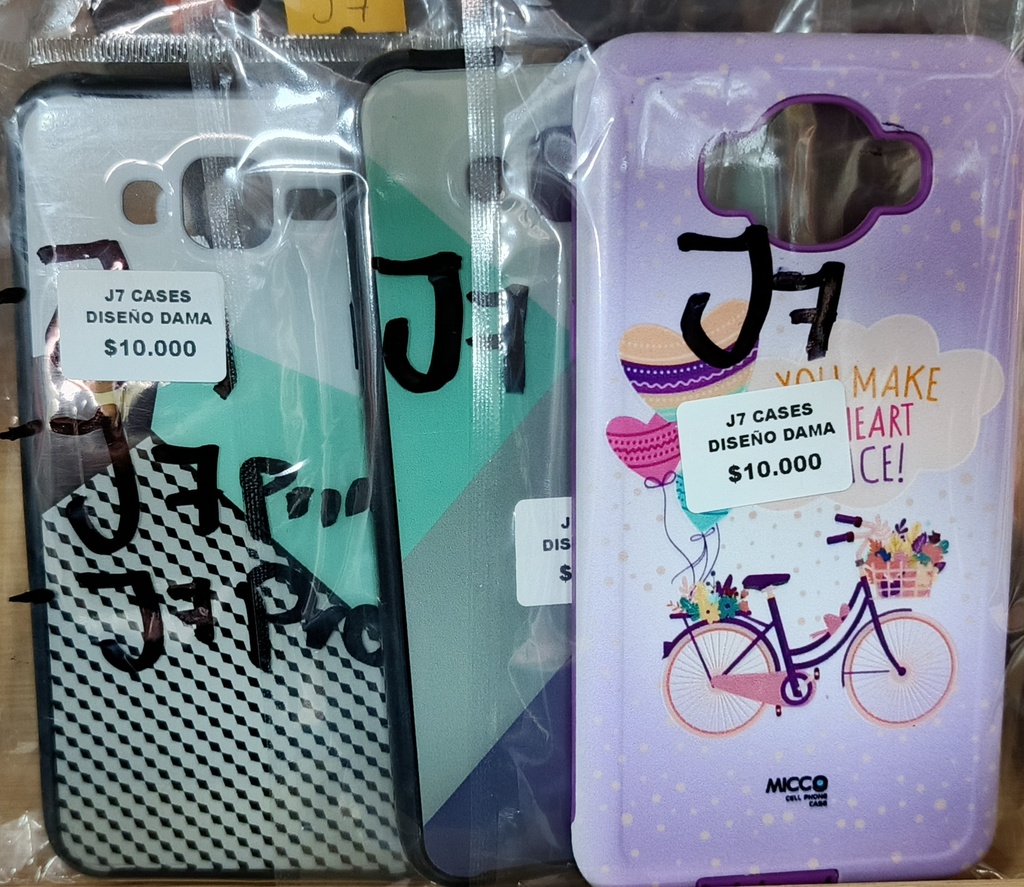 J7
J7 CASES
DISEÑO DAMA
$10.000
J7 Pro
J7 Pro
J7
J
DIS
$
J7
YOU MAKE
HEART
CE!
J7 CASES
DISEÑO DAMA
$10.000
MICCO
CELL PHONE
CASE